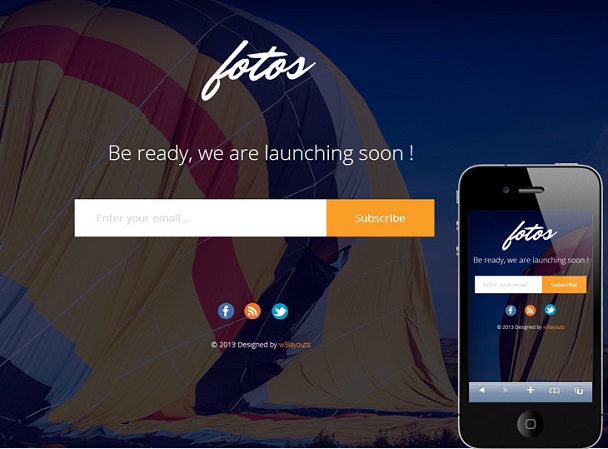 fotos
Be ready, we are launching soon !
Enter your email....
Subscribe
© 2013 Designed by w3layouts
fotos
Be ready, we are launching soon !
Enter your email....
Subscribe
© 2013 Designed by w3layouts